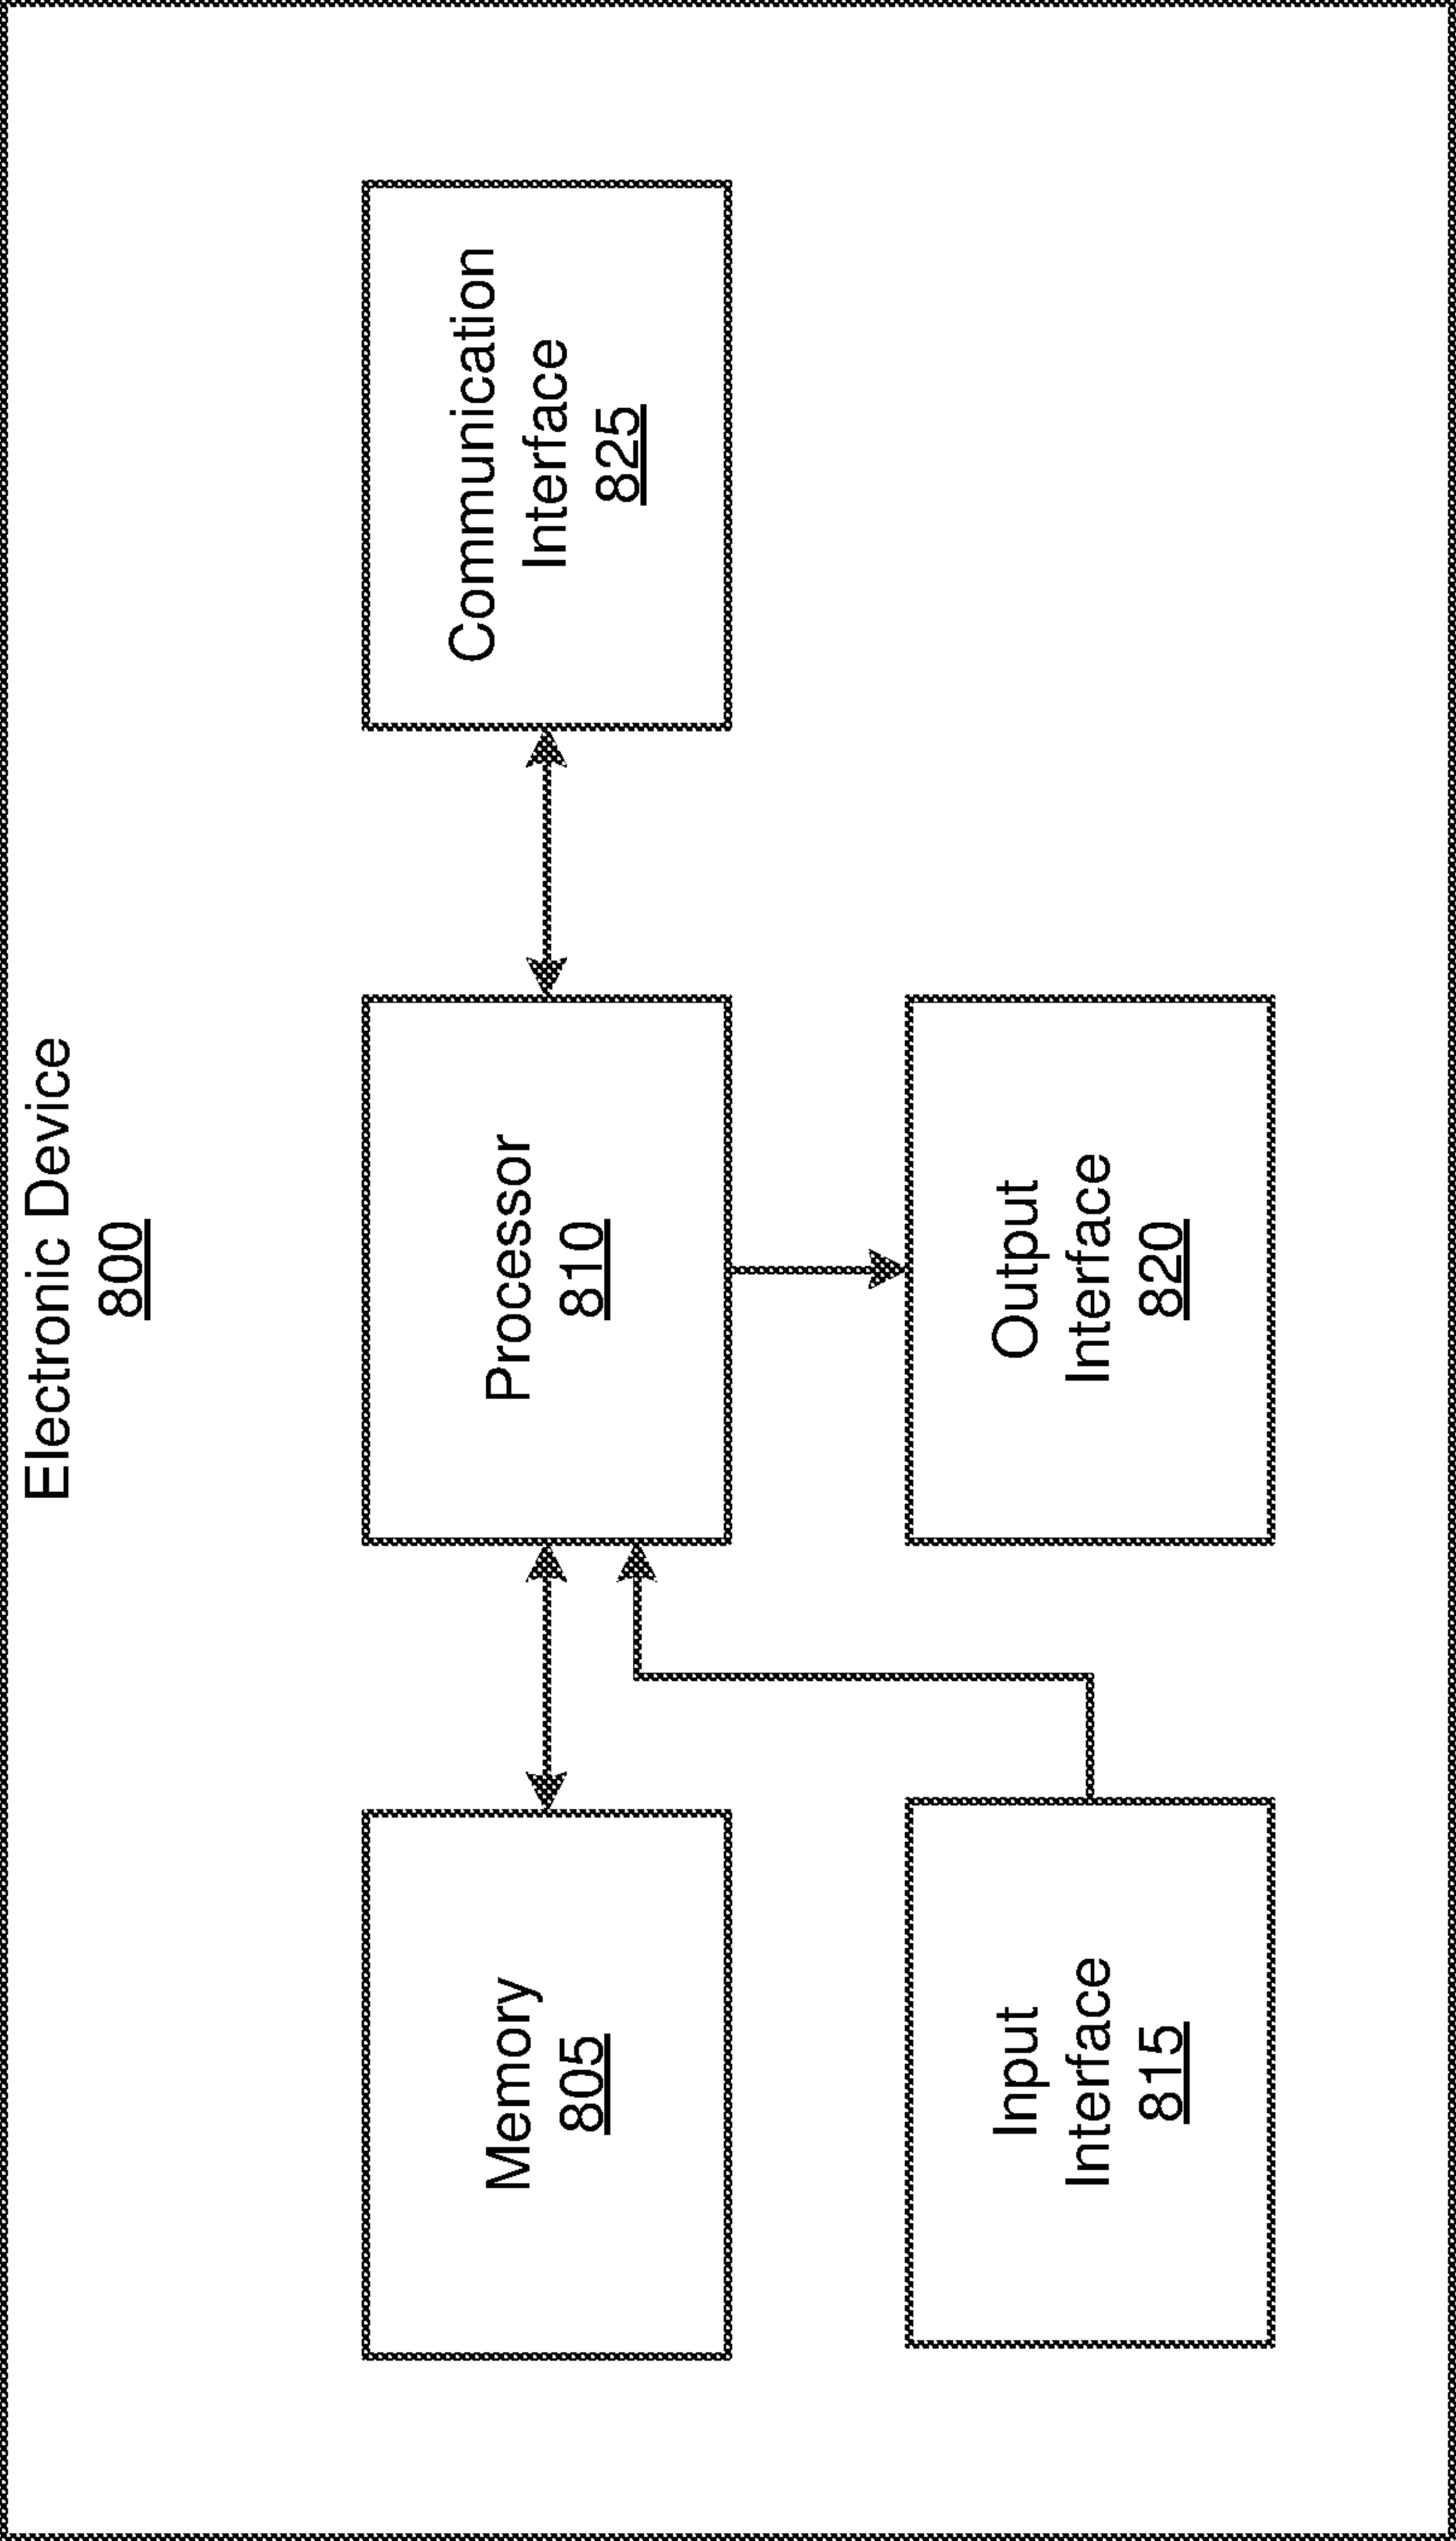 Electronic Device
800
Memory
805
Processor
810
Communication
Interface
825
Input
Interface
815
Output
Interface
820